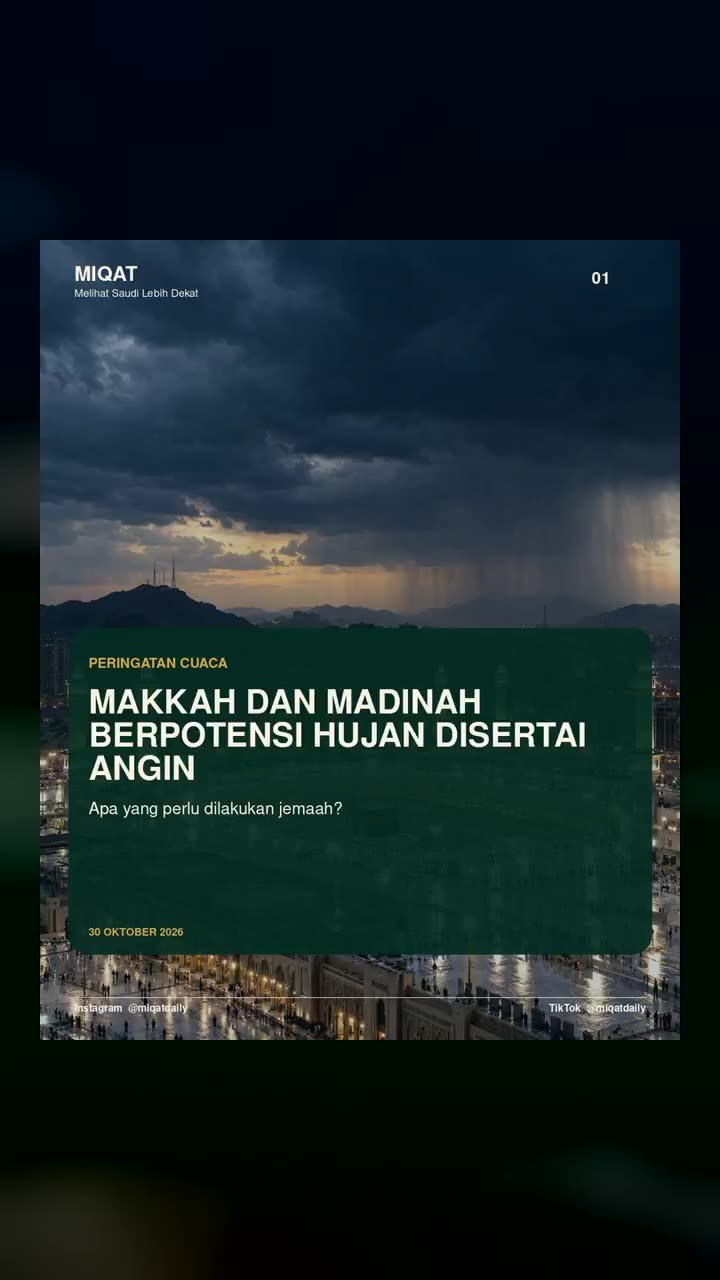 MIQAT
Melihat Saudi Lebih Dekat
01
PERINGATAN CUACA
MAKKAH DAN MADINAH
BERPOTENSI HUJAN DISERTAI
ANGIN
Apa yang perlu dilakukan jemaah?
30 OKTOBER 2026
Instagram @miqatdaily
TikTok @miqatdaily